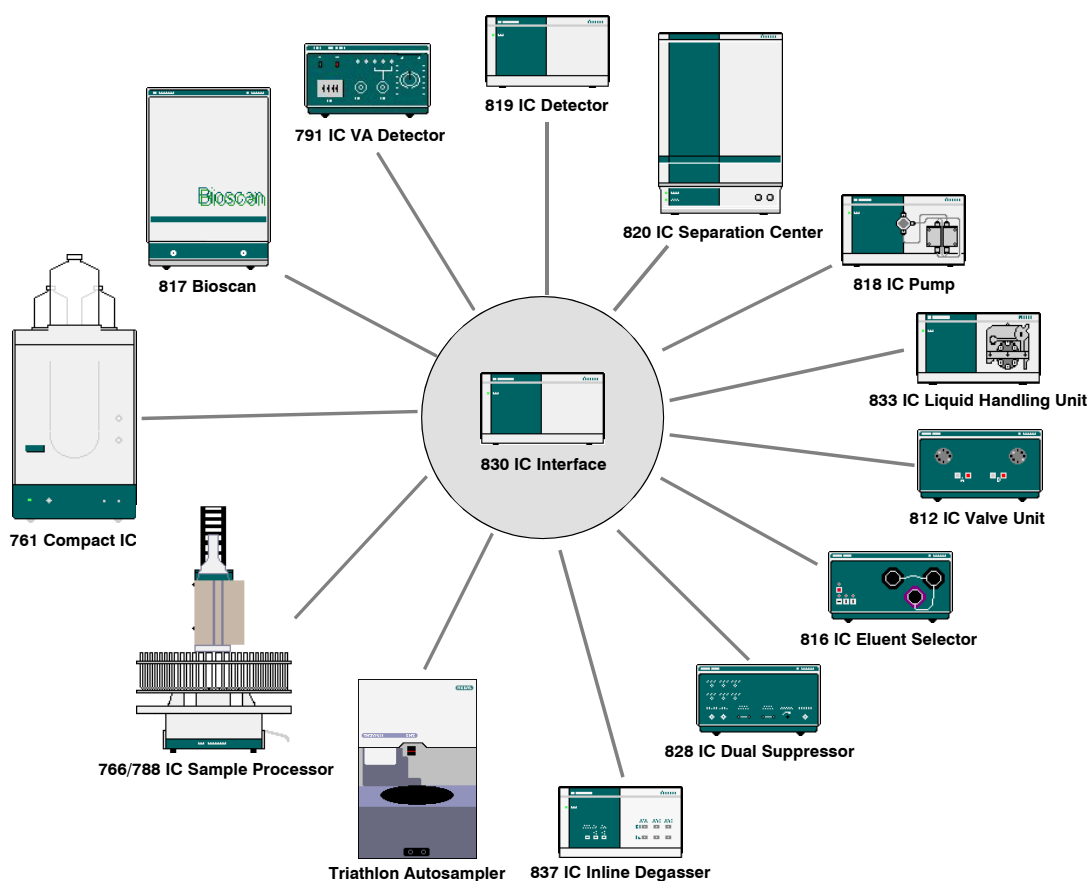 819 IC Detector
791 IC VA Detector
820 IC Separation Center
Bioscan
817 Bioscan
818 IC Pump
833 IC Liquid Handling Unit
830 IC Interface
812 IC Valve Unit
761 Compact IC
816 IC Eluent Selector
828 IC Dual Suppressor
766/788 IC Sample Processor
Triathlon Autosampler
837 IC Inline Degasser